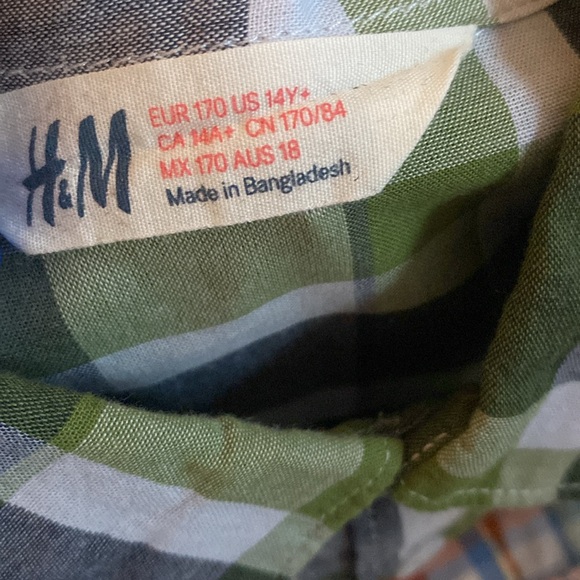 H&M
EUR 170 US 14Y+
CA 14A+ CN 170/84
MX 170 AUS 18
Made in Bangladesh